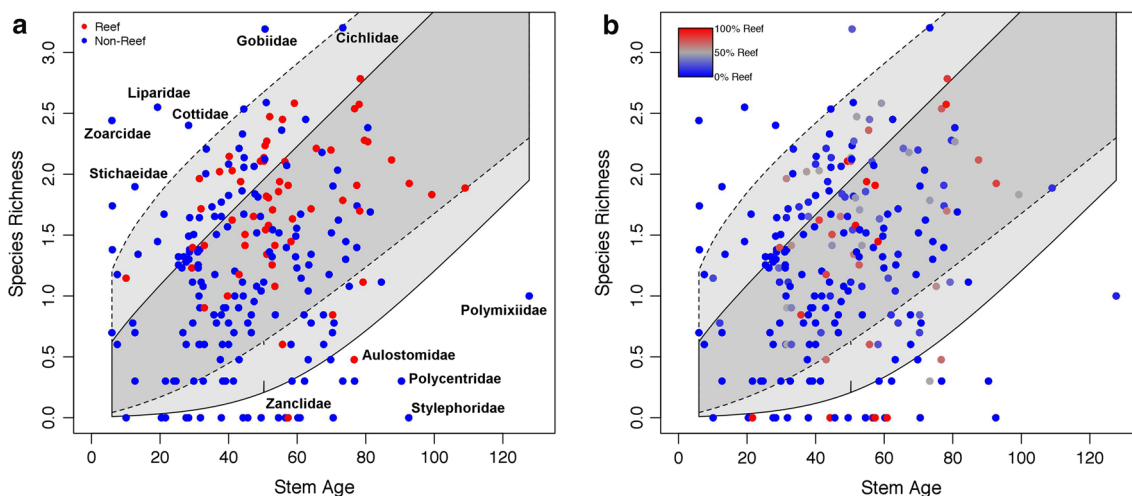 a
Reef
Non-Reef
Gobiidae
Cichlidae
Liparidae
Cottidae
Zoarcidae
Stichaeidae
Polymixiidae
Aulostomidae
Polycentridae
Zanclidae
Stylephoridae
Species Richness
0.0 0.5 1.0 1.5 2.0 2.5 3.0
0 20 40 60 80 100 120
Stem Age
b
100% Reef
50% Reef
0% Reef
Species Richness
0.0 0.5 1.0 1.5 2.0 2.5 3.0
0 20 40 60 80 100 120
Stem Age